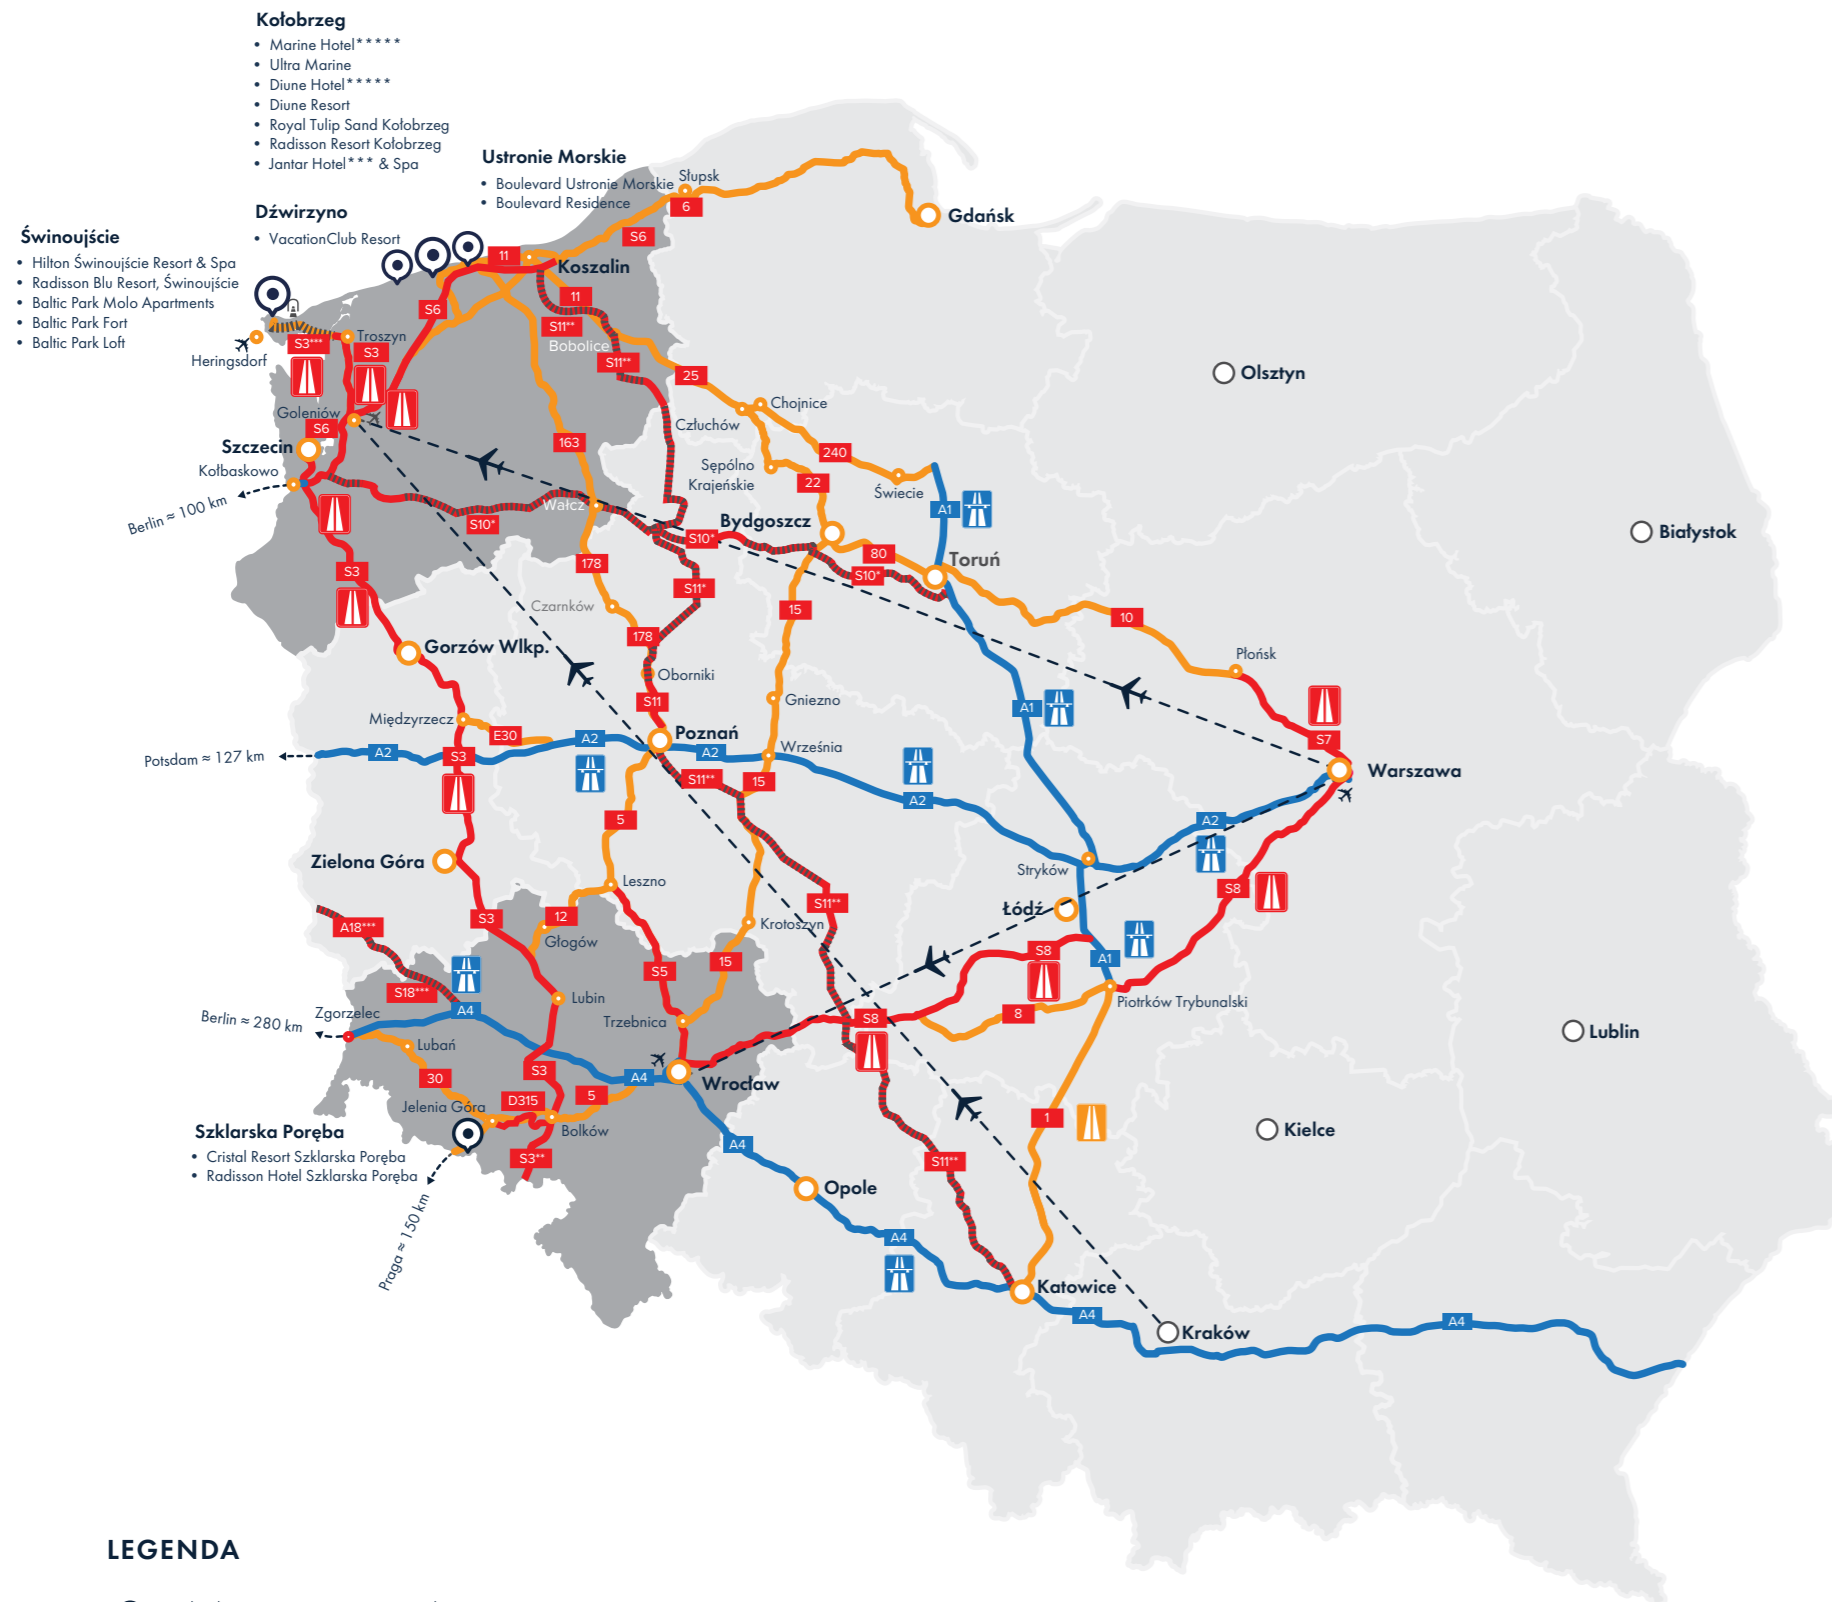 Kołobrzeg
• Marine Hotel*****
• Ultra Marine
• Diune Hotel*****
• Diune Resort
• Royal Tulip Sand Kołobrzeg
• Radisson Resort Kołobrzeg
• Jantar Hotel*** & Spa
Ustronie Morskie
• Boulevard Ustronie Morskie
• Boulevard Residence
Słupsk
6
Dźwirzyno
• VacationClub Resort
Gdańsk
Świnoujście
• Hilton Świnoujście Resort & Spa
• Radisson Blu Resort, Świnoujście
• Baltic Park Molo Apartments
• Baltic Park Fort
• Baltic Park Loft
S6
11
Koszalin
11
S6
S11**
Bobolice
S11**
Troszyn
S3***
S3
Heringsdorf
25
Olsztyn
Chojnice
Człuchów
Goleniów
S6
163
240
Szczecin
Kołbaskowo
Sępólno
Krajeńskie
22
Świecie
Berlin ≈ 100 km
Wałcz
A1
S10*
Bydgoszcz
S10*
Białystok
80
Toruń
S10*
178
S3
S11*
Czarnków
15
10
178
Gorzów Wlkp.
Płońsk
Oborniki
S11
Gniezno
A1
Międzyrzecz
E30
Poznań
Września
S7
Potsdam ≈ 127 km
A2
S3
A2
A2
Warszawa
S11**
15
A2
5
A2
Zielona Góra
Stryków
Leszno
S8
S11**
Łódź
S3
12
Krotoszyn
A18***
Głogów
S8
A1
15
S5
S18***
Lubin
Piotrków Trybunalski
Zgorzelec
A4
Trzebnica
S8
8
Berlin ≈ 280 km
Lubań
Lublin
30
S3
A4
Wrocław
D315
5
Jelenia Góra
1
Bolków
Kielce
Szklarska Poręba
• Cristal Resort Szklarska Poręba
• Radisson Hotel Szklarska Poręba
S3**
A4
S11**
Opole
Praga ≈ 150 km
A4
Katowice
A4
Kraków
A4
LEGENDA